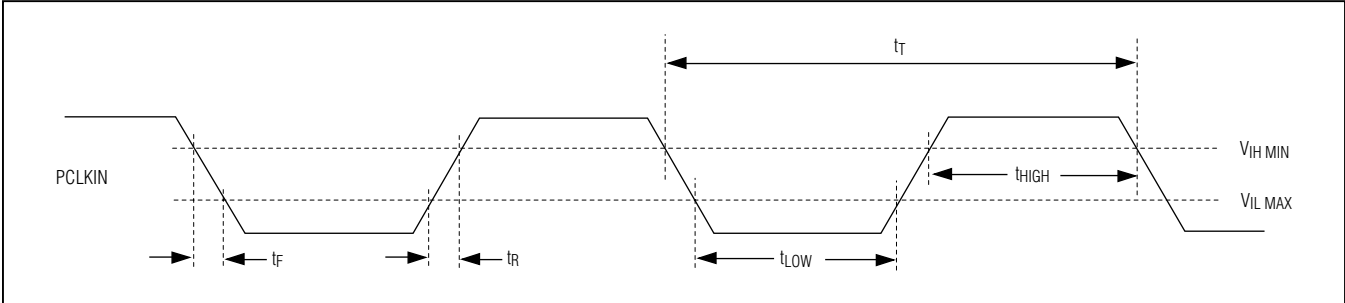 tT
VIH MIN
PCLKIN
tHIGH
VIL MAX
tF
tR
tLOW